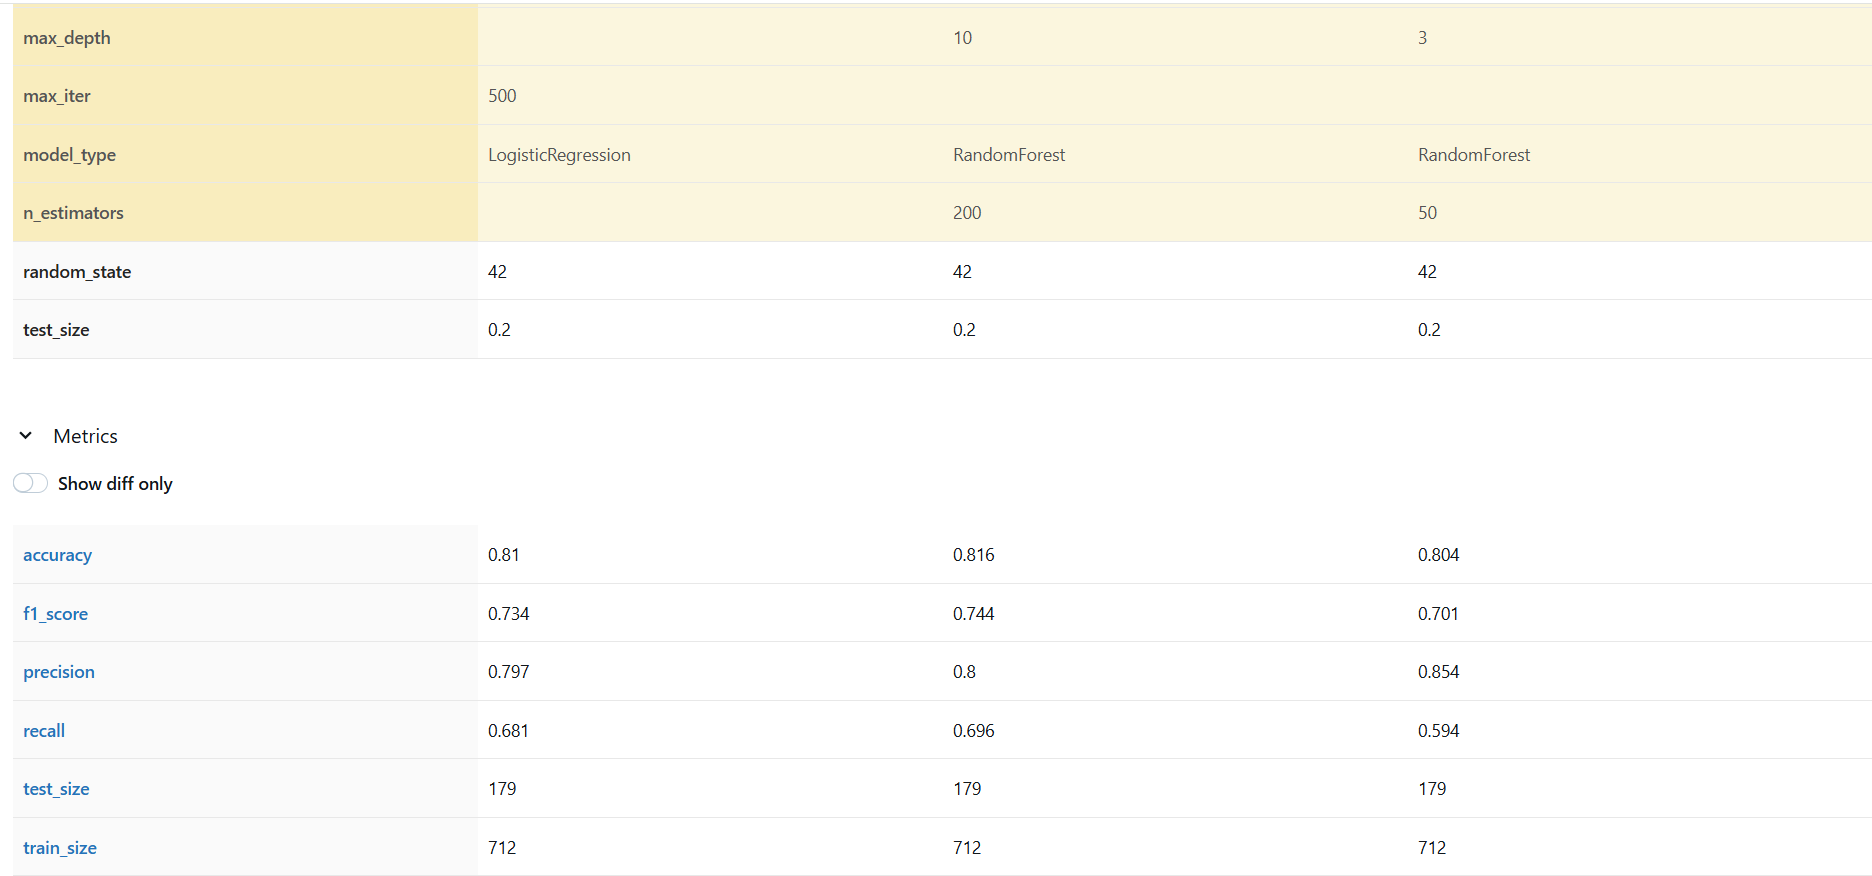 max_depth 10 3
max_iter 500
model_type LogisticRegression RandomForest RandomForest
n_estimators 200 50
random_state 42 42 42
test_size 0.2 0.2 0.2
Metrics
Show diff only
accuracy 0.81 0.816 0.804
f1_score 0.734 0.744 0.701
precision 0.797 0.8 0.854
recall 0.681 0.696 0.594
test_size 179 179 179
train_size 712 712 712